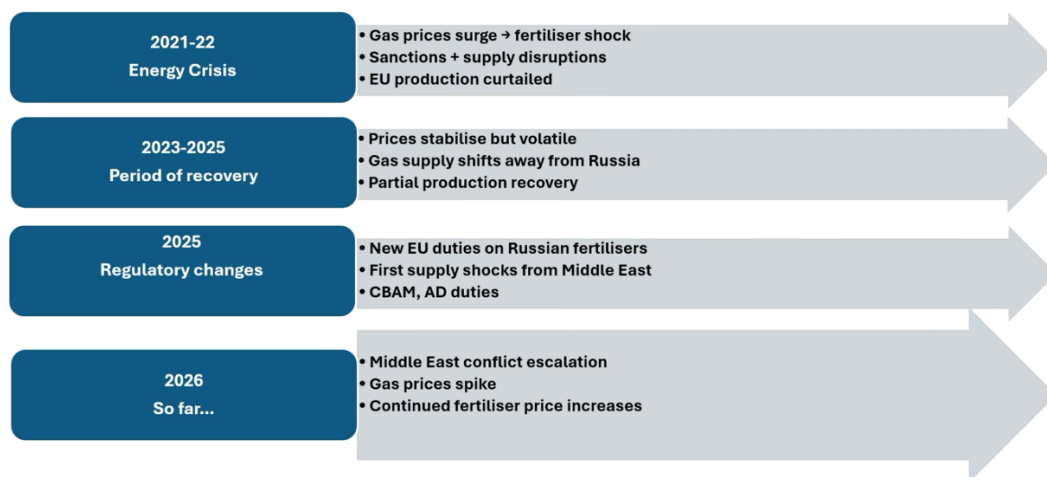 2021-22
Energy Crisis
• Gas prices surge → fertiliser shock
• Sanctions + supply disruptions
• EU production curtailed
2023-2025
Period of recovery
• Prices stabilise but volatile
• Gas supply shifts away from Russia
• Partial production recovery
2025
Regulatory changes
• New EU duties on Russian fertilisers
• First supply shocks from Middle East
• CBAM, AD duties
2026
So far...
• Middle East conflict escalation
• Gas prices spike
• Continued fertiliser price increases